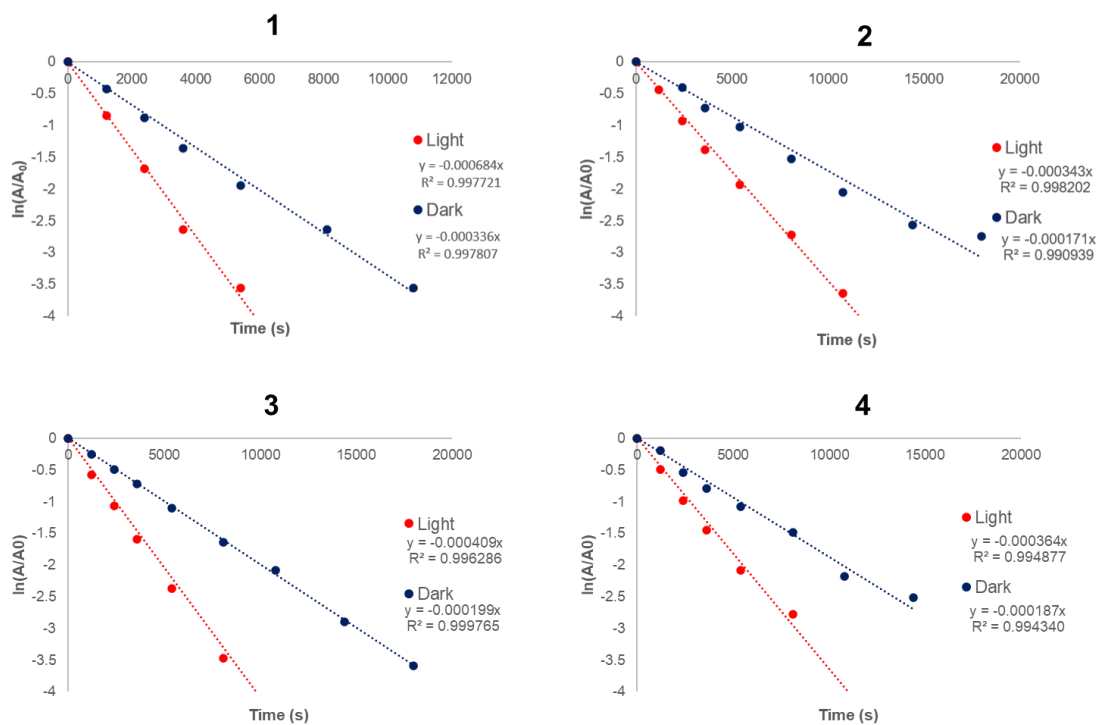 1
0 2000 4000 6000 8000 10000 12000
0
-0.5
-1
-1.5
-2
-2.5
-3
-3.5
-4
ln(A/A₀)
Time (s)
Light
y = -0.000684x
R² = 0.997721
Dark
y = -0.000336x
R² = 0.997807
2
0 5000 10000 15000 20000
0
-0.5
-1
-1.5
-2
-2.5
-3
-3.5
-4
ln(A/A0)
Time (s)
Light
y = -0.000343x
R² = 0.998202
Dark
y = -0.000171x
R² = 0.990939
3
0 5000 10000 15000 20000
0
-0.5
-1
-1.5
-2
-2.5
-3
-3.5
-4
ln(A/A0)
Time (s)
Light
y = -0.000409x
R² = 0.996286
Dark
y = -0.000199x
R² = 0.999765
4
0 5000 10000 15000 20000
0
-0.5
-1
-1.5
-2
-2.5
-3
-3.5
-4
ln(A/A0)
Time (s)
Light
y = -0.000364x
R² = 0.994877
Dark
y = -0.000187x
R² = 0.994340